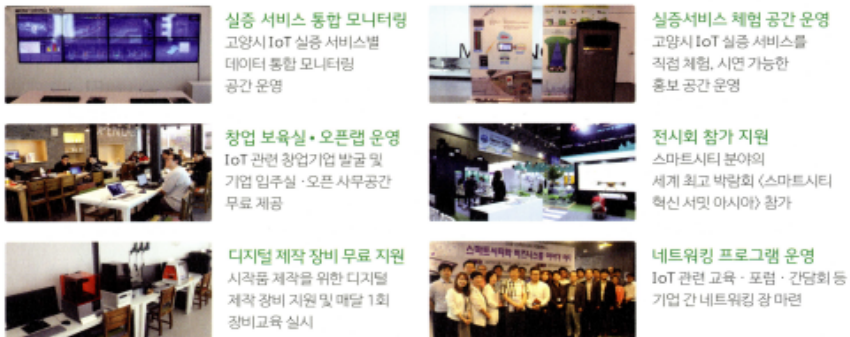 실증 서비스 통합 모니터링
고양시 IoT 실증 서비스별
데이터 통합 모니터링
공간 운영
실증서비스 체험 공간 운영
고양시 IoT 실증 서비스를
직접 체험, 시연 가능한
홍보 공간 운영
창업 보육실 • 오픈랩 운영
IoT 관련 창업기업 발굴 및
기업 입주실 · 오픈 사무공간
무료 제공
전시회 참가 지원
스마트시티 분야의
세계 최고 박람회 <스마트시티
혁신 서밋 아시아> 참가
디지털 제작 장비 무료 지원
시작품 제작을 위한 디지털
제작 장비 지원 및 매달 1회
장비교육 실시
네트워킹 프로그램 운영
IoT 관련 교육 · 포럼 · 간담회 등
기업 간 네트워킹 잠 마련